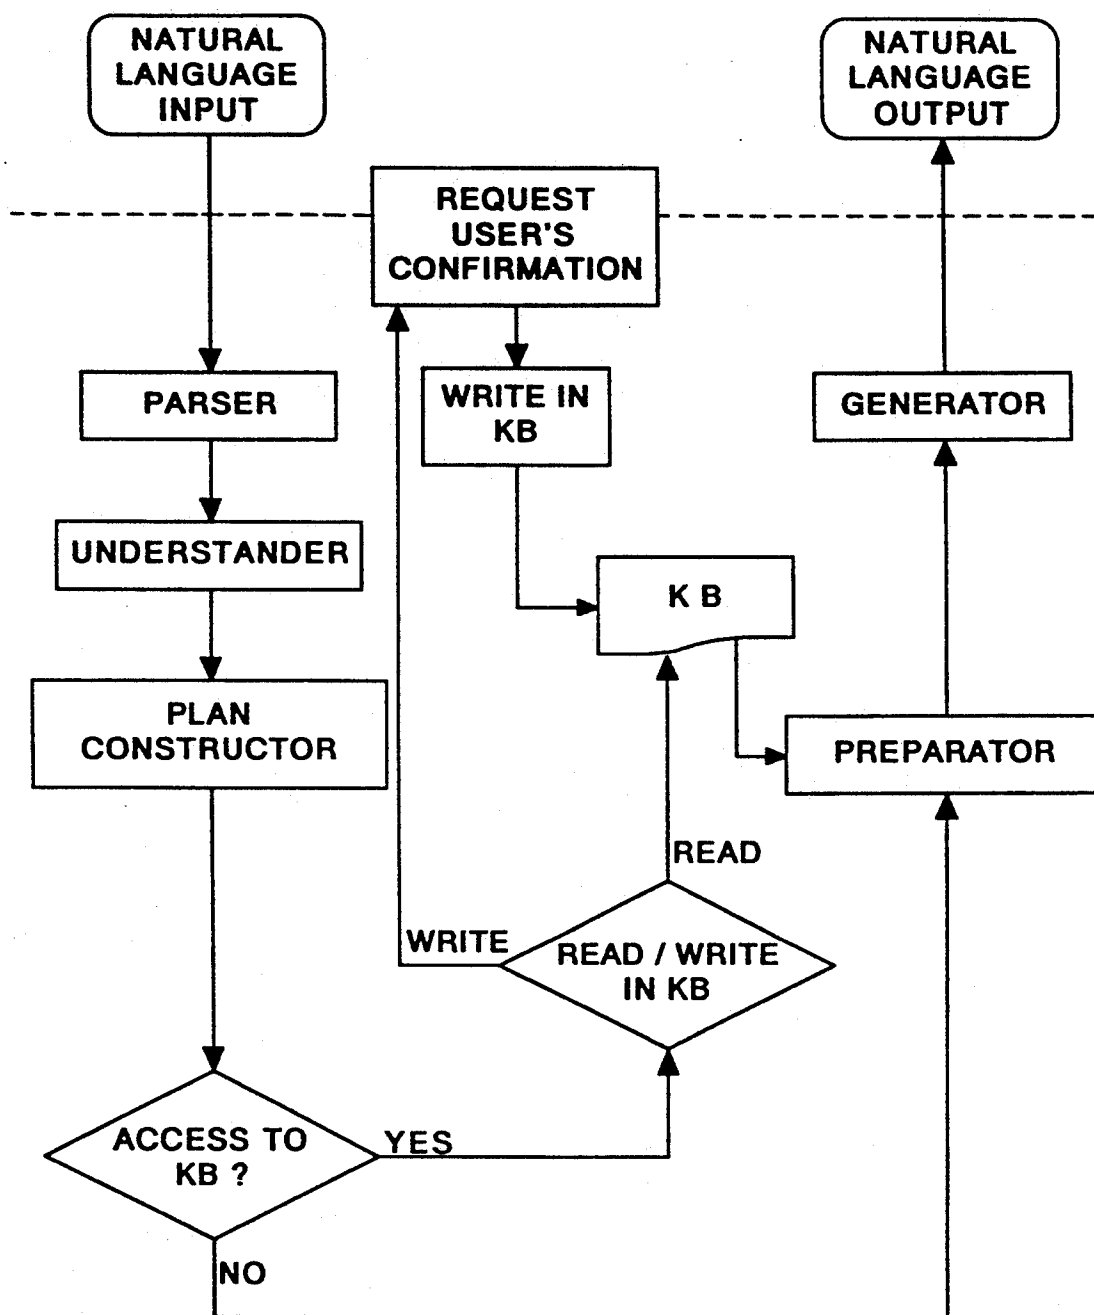 NATURAL
LANGUAGE
INPUT
NATURAL
LANGUAGE
OUTPUT
REQUEST
USER'S
CONFIRMATION
PARSER
WRITE IN
KB
GENERATOR
UNDERSTANDER
K B
PLAN
CONSTRUCTOR
PREPARATOR
READ
WRITE
READ / WRITE
IN KB
ACCESS TO
KB ?
YES
NO